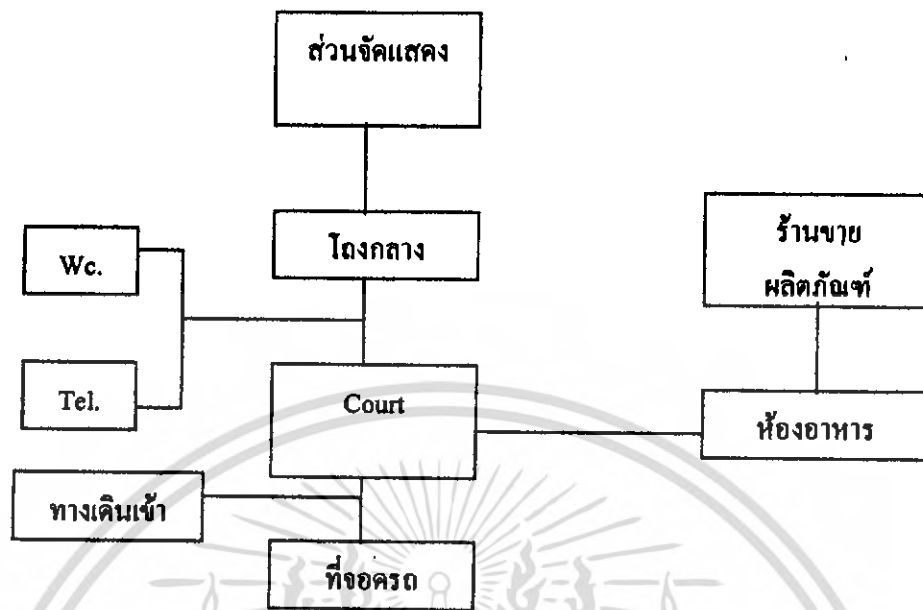 ส่วนจัดแสดง
โถงกลาง
ร้านขาย
ผลิตภัณฑ์
Wc.
Tel.
Court
ห้องอาหาร
ทางเดินเข้า
ที่จอดรถ